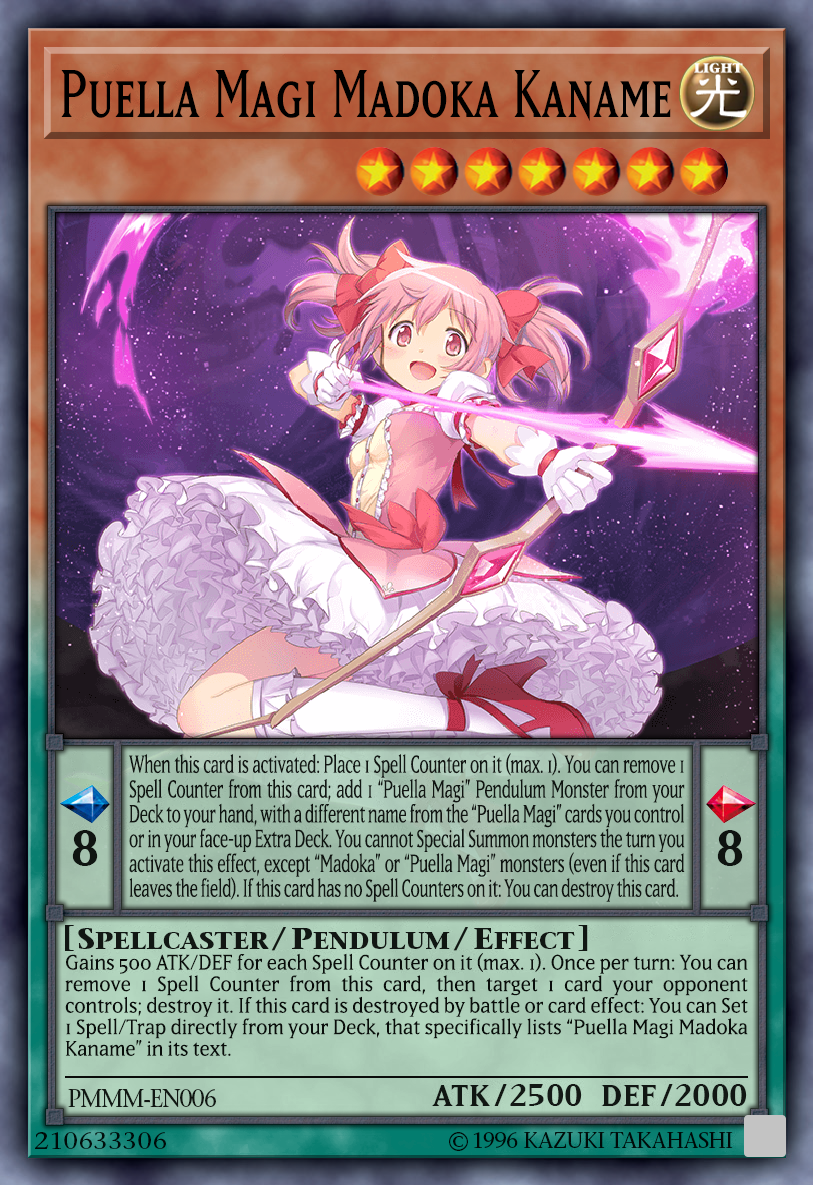 Puella Magi Madoka Kaname
LIGHT
光
When this card is activated: Place 1 Spell Counter on it (max. 1). You can remove 1
Spell Counter from this card; add 1 “Puella Magi” Pendulum Monster from your
Deck to your hand, with a different name from the “Puella Magi” cards you control
or in your face-up Extra Deck. You cannot Special Summon monsters the turn you
activate this effect, except “Madoka” or “Puella Magi” monsters (even if this card
leaves the field). If this card has no Spell Counters on it: You can destroy this card.
8
8
[Spellcaster/Pendulum/Effect]
Gains 500 ATK/DEF for each Spell Counter on it (max. 1). Once per turn: You can
remove 1 Spell Counter from this card, then target 1 card your opponent
controls; destroy it. If this card is destroyed by battle or card effect: You can Set
1 Spell/Trap directly from your Deck, that specifically lists “Puella Magi Madoka
Kaname” in its text.
PMMM-EN006
ATK/2500 DEF/2000
210633306
© 1996 KAZUKI TAKAHASHI